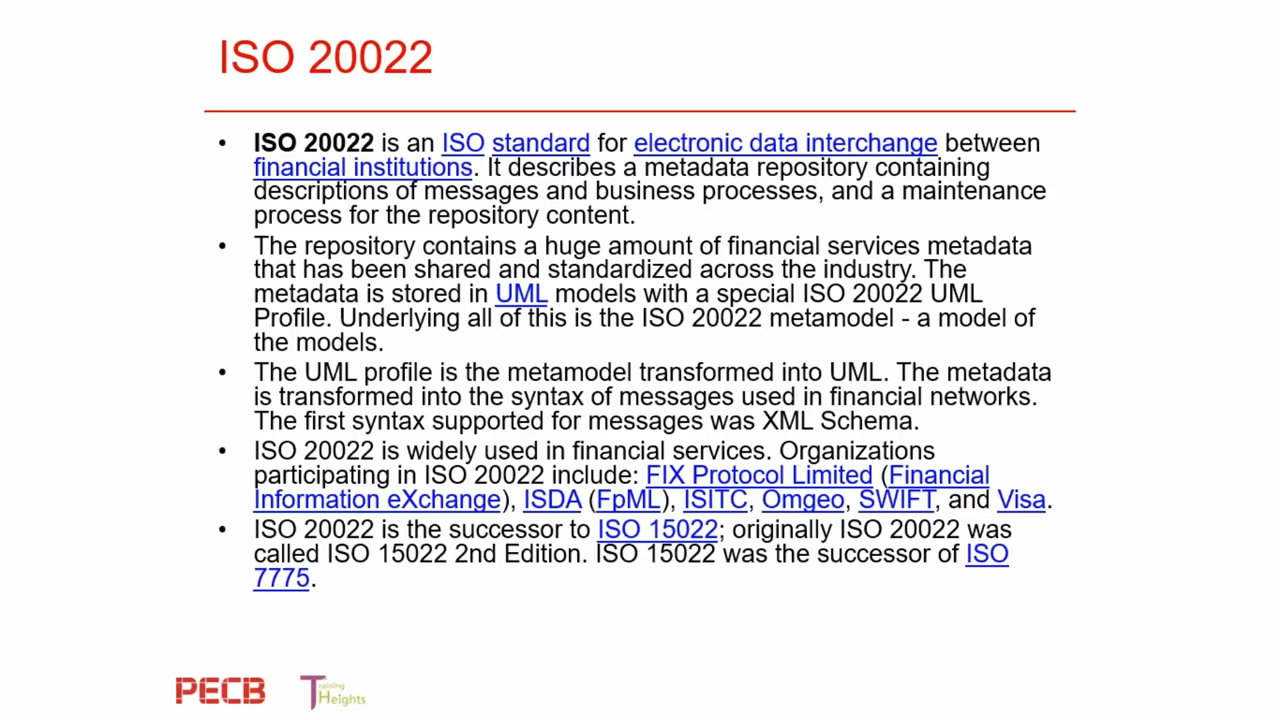 ISO 20022
• ISO 20022 is an ISO standard for electronic data interchange between
financial institutions. It describes a metadata repository containing
descriptions of messages and business processes, and a maintenance
process for the repository content.
• The repository contains a huge amount of financial services metadata
that has been shared and standardized across the industry. The
metadata is stored in UML models with a special ISO 20022 UML
Profile. Underlying all of this is the ISO 20022 metamodel - a model of
the models.
• The UML profile is the metamodel transformed into UML. The metadata
is transformed into the syntax of messages used in financial networks.
The first syntax supported for messages was XML Schema.
• ISO 20022 is widely used in financial services. Organizations
participating in ISO 20022 include: FIX Protocol Limited (Financial
Information eXchange), ISDA (FpML), ISITC, Omgeo, SWIFT, and Visa.
• ISO 20022 is the successor to ISO 15022; originally ISO 20022 was
called ISO 15022 2nd Edition. ISO 15022 was the successor of ISO
7775.
PECB
Training
Heights